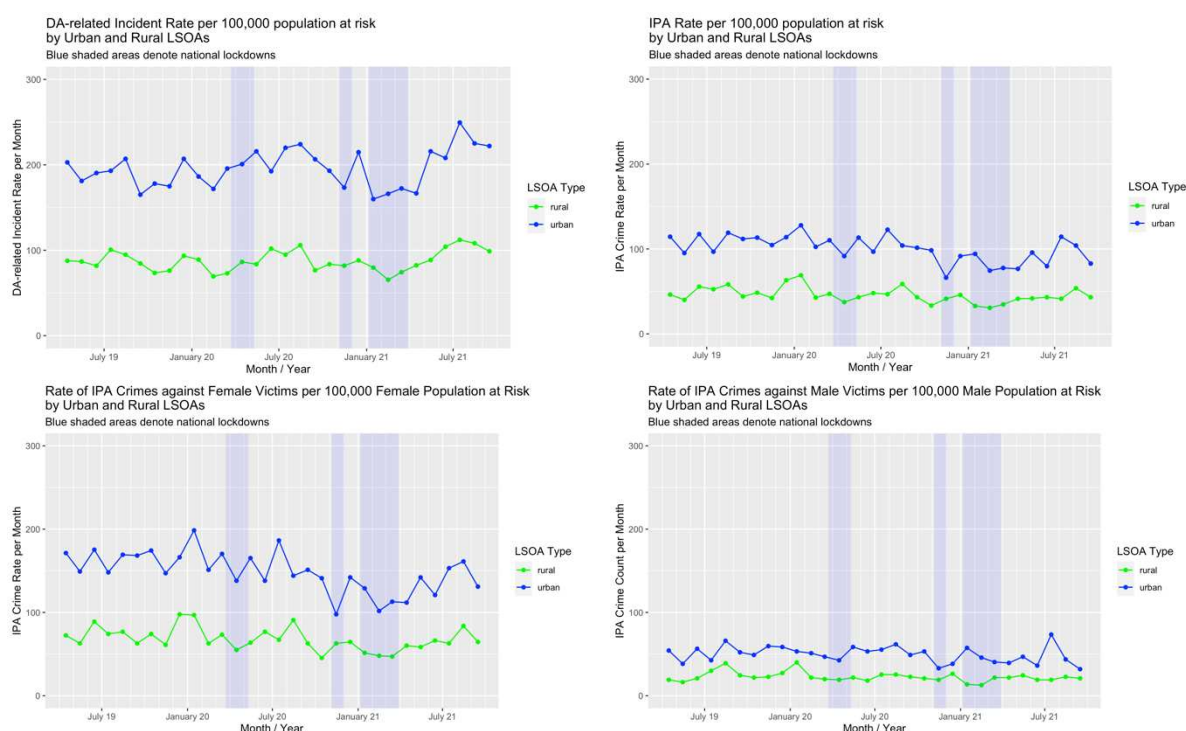 DA-related Incident Rate per 100,000 population at risk
by Urban and Rural LSOAs
Blue shaded areas denote national lockdowns
300
200
100
0
DA-related Incident Rate per Month
July 19
January 20
July 20
January 21
July 21
Month / Year
LSOA Type
rural
urban
IPA Rate per 100,000 population at risk
by Urban and Rural LSOAs
Blue shaded areas denote national lockdowns
300
200
100
0
IPA Crime Rate per Month
July 19
January 20
July 20
January 21
July 21
Month / Year
LSOA Type
rural
urban
Rate of IPA Crimes against Female Victims per 100,000 Female Population at Risk
by Urban and Rural LSOAs
Blue shaded areas denote national lockdowns
300
200
100
0
IPA Crime Rate per Month
July 19
January 20
July 20
January 21
July 21
Month / Year
LSOA Type
rural
urban
Rate of IPA Crimes against Male Victims per 100,000 Male Population at Risk
by Urban and Rural LSOAs
Blue shaded areas denote national lockdowns
300
200
100
0
IPA Crime Count per Month
July 19
January 20
July 20
January 21
July 21
Month / Year
LSOA Type
rural
urban